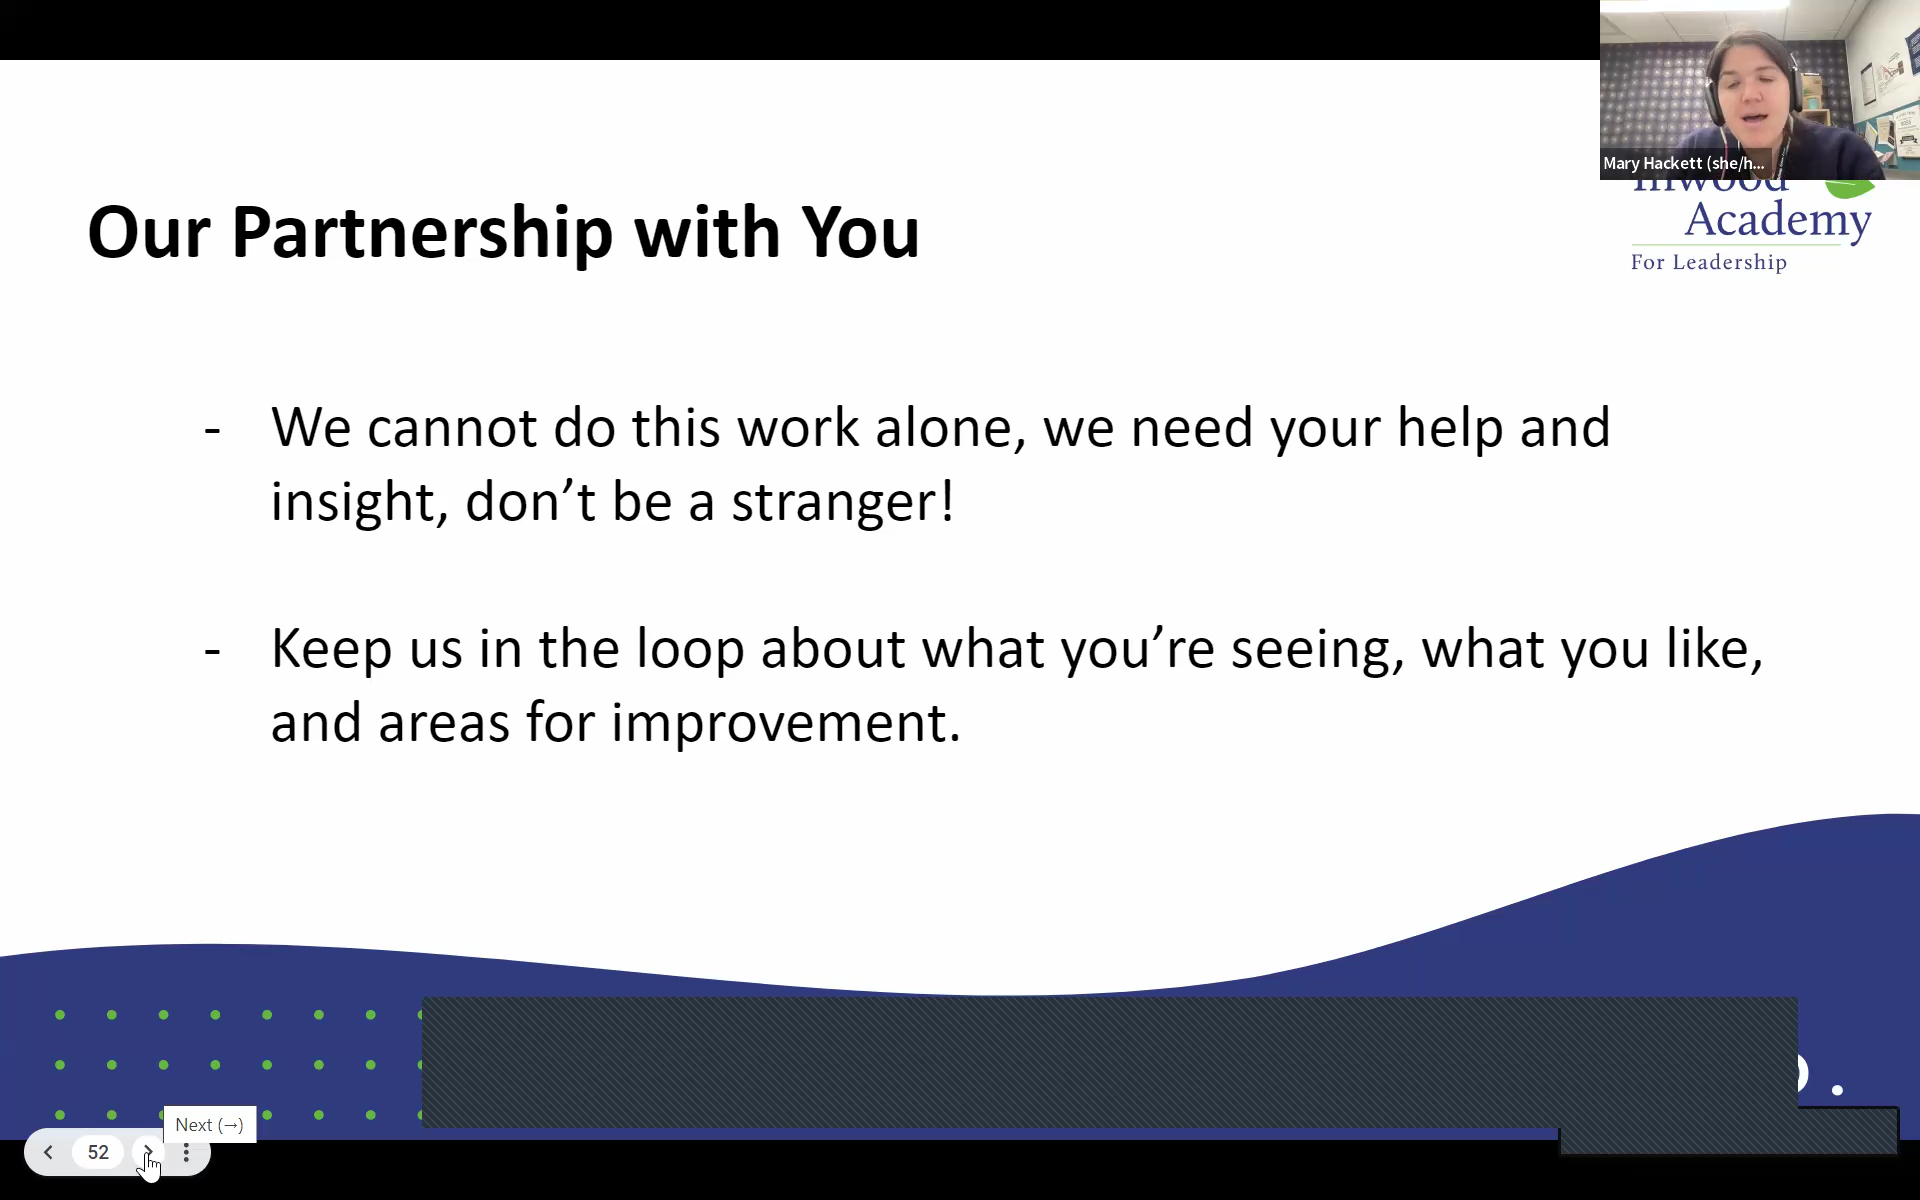 Mary Hackett (she/h...
Inwood
Academy
For Leadership
Our Partnership with You
- We cannot do this work alone, we need your help and
insight, don’t be a stranger!
- Keep us in the loop about what you’re seeing, what you like,
and areas for improvement.
Next (→)
52